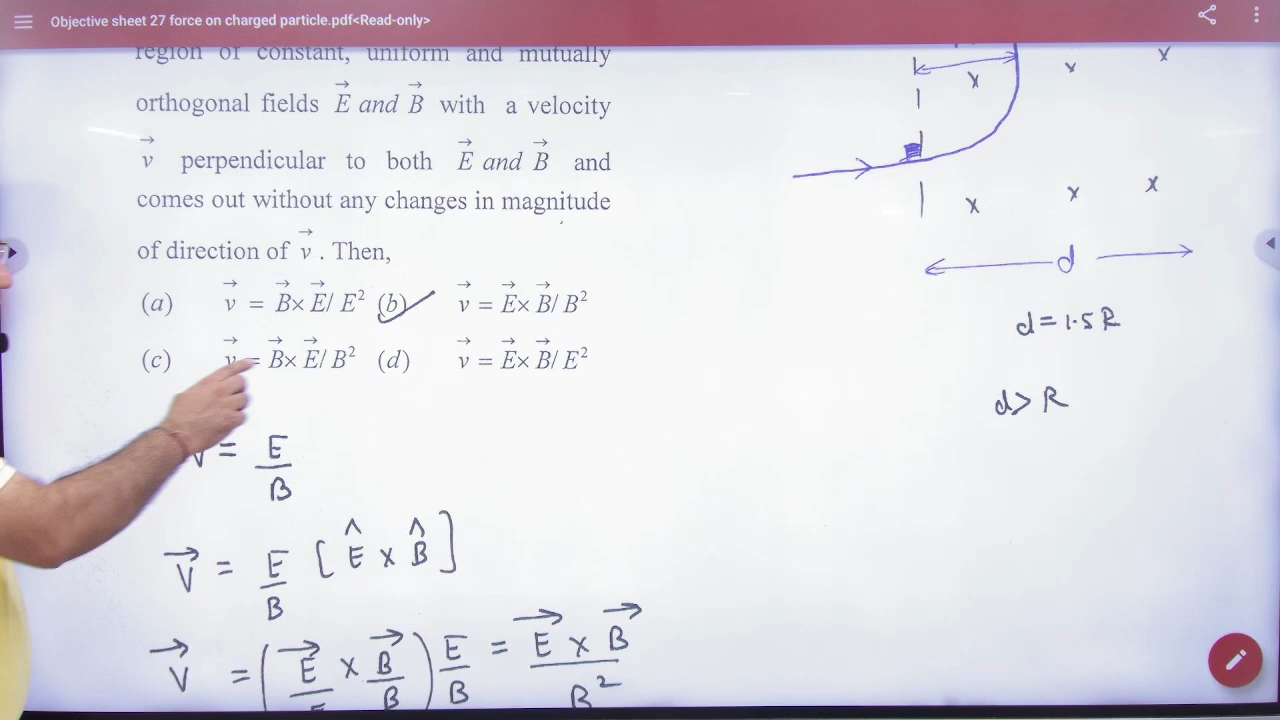 Objective sheet 27 force on charged particle.pdf<Read-only>
region of constant, uniform and mutually
orthogonal fields E⃗ and B⃗ with a velocity
v⃗ perpendicular to both E⃗ and B⃗ and
comes out without any changes in magnitude
of direction of v⃗ . Then,
(a) v⃗ = B⃗× E⃗/ E² (b) v⃗ = E⃗× B⃗/ B²
(c) v⃗ = B⃗× E⃗/ B² (d) v⃗ = E⃗× B⃗/ E²
V = E/B
V⃗ = E/B [Ê x B̂]
V⃗ = (E⃗/E x B⃗/B) E/B = E⃗ x B⃗/B²
x x x
x x x
d
d = 1.5 R
d > R